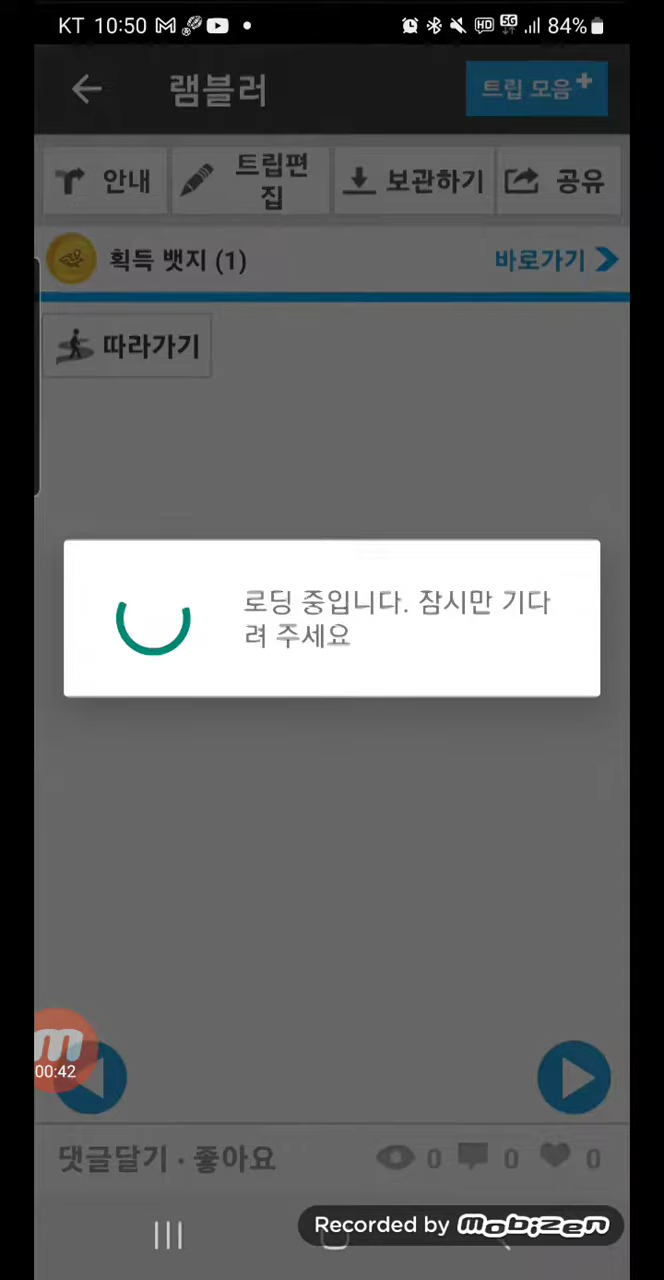 KT 10:50 HD 5G 84%
램블러
트립 모음+
안내
트립편
집
보관하기
공유
획득 뱃지 (1)
바로가기
따라가기
로딩 중입니다. 잠시만 기다
려 주세요
m
00:42
댓글달기 · 좋아요
0 0 0
Recorded by mobizen